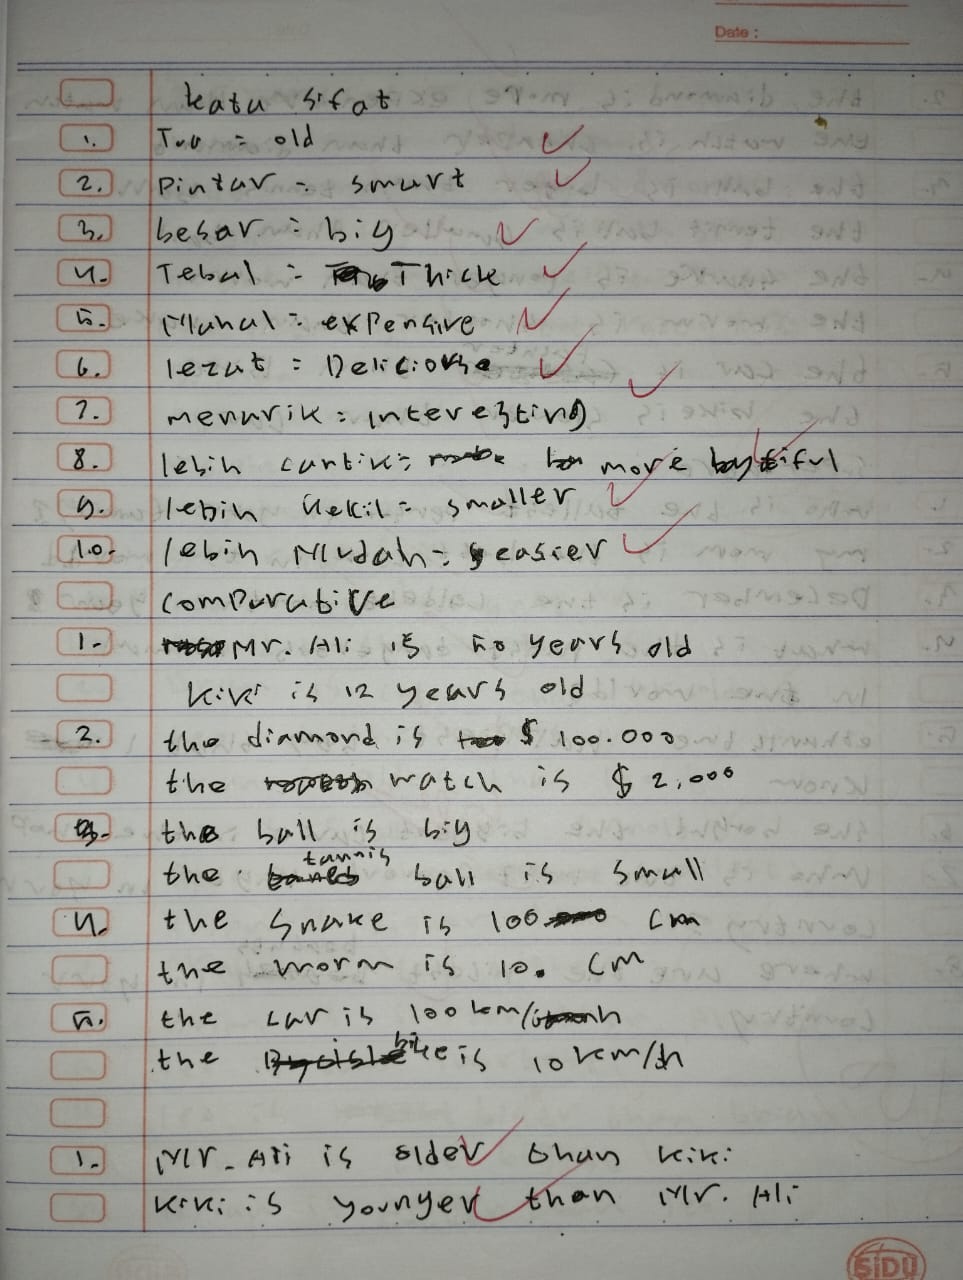 Date :
kata sifat
1. Tua = old
2. Pintar = smart
3. besar = big
4. Tebal = Thick
5. Mahal = exPensive
6. lezat = Deliciouse
7. menarik = interesting
8. lebih cantik = more beytiful
9. lebih kekil = smaller
10. lebih Mudah = easier
comParative
1. Mr. Ali is 50 years old
Kiki is 12 years old
2. the diamond is $ 100.000
the watch is $ 2,000
3. the ball is big
the tannis ball is small
4. the snake is 100 cm
the worm is 10. cm
5. the car is 100 km/h
the bike is 10 km/h
1. Mr. Ali is older than kiki
kiki is younger than Mr. Ali
SIDU